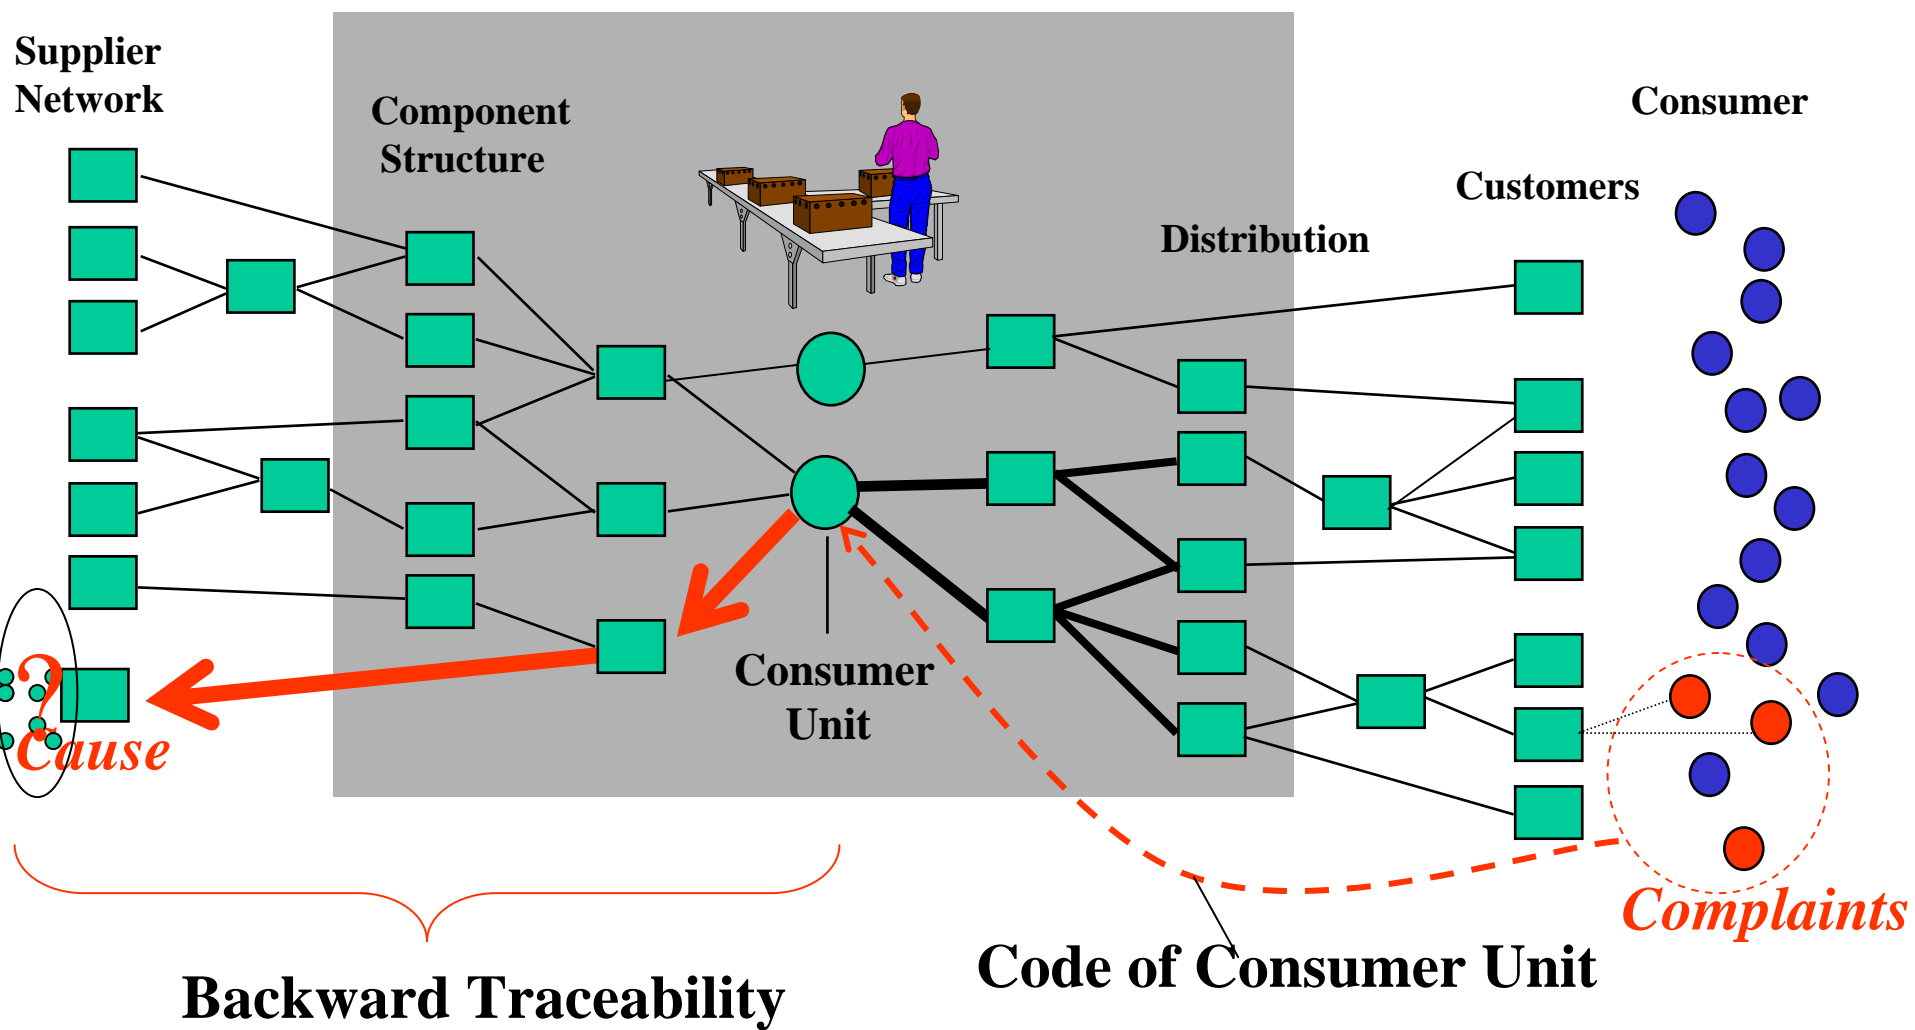 Supplier
Network
Component
Structure
Consumer
Customers
Distribution
Consumer
Unit
?
Cause
Complaints
Code of Consumer Unit
Backward Traceability